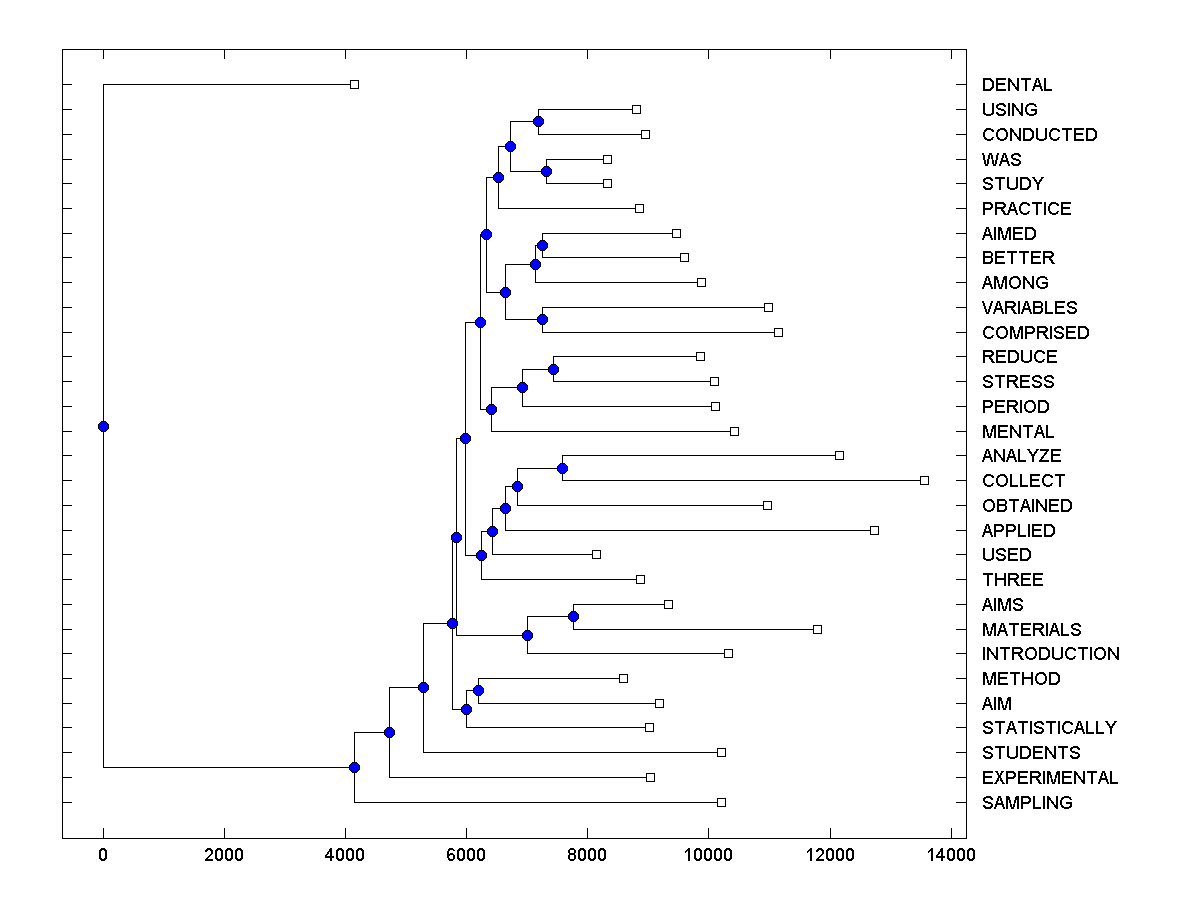 DENTAL
USING
CONDUCTED
WAS
STUDY
PRACTICE
AIMED
BETTER
AMONG
VARIABLES
COMPRISED
REDUCE
STRESS
PERIOD
MENTAL
ANALYZE
COLLECT
OBTAINED
APPLIED
USED
THREE
AIMS
MATERIALS
INTRODUCTION
METHOD
AIM
STATISTICALLY
STUDENTS
EXPERIMENTAL
SAMPLING
0 2000 4000 6000 8000 10000 12000 14000